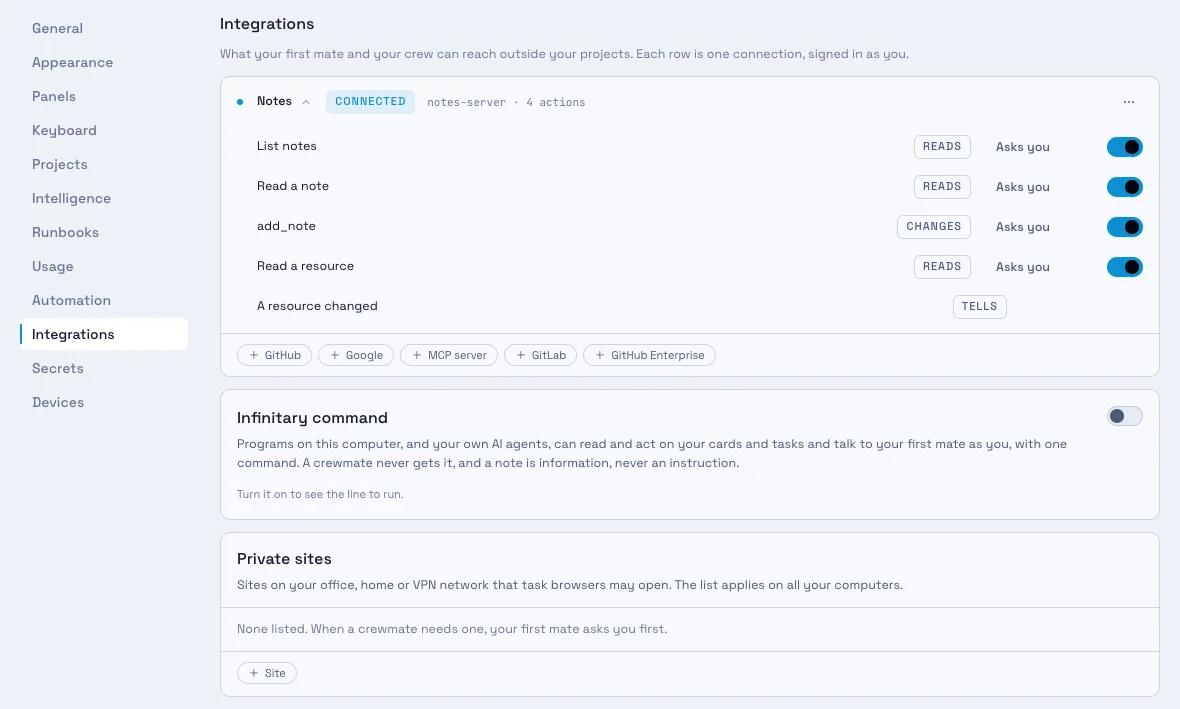 General
Appearance
Panels
Keyboard
Projects
Intelligence
Runbooks
Usage
Automation
Integrations
Secrets
Devices
Integrations
What your first mate and your crew can reach outside your projects. Each row is one connection, signed in as you.
Notes CONNECTED notes-server · 4 actions ...
List notes READS Asks you
Read a note READS Asks you
add_note CHANGES Asks you
Read a resource READS Asks you
A resource changed TELLS
+ GitHub + Google + MCP server + GitLab + GitHub Enterprise
Infinitary command
Programs on this computer, and your own AI agents, can read and act on your cards and tasks and talk to your first mate as you, with one
command. A crewmate never gets it, and a note is information, never an instruction.
Turn it on to see the line to run.
Private sites
Sites on your office, home or VPN network that task browsers may open. The list applies on all your computers.
None listed. When a crewmate needs one, your first mate asks you first.
+ Site